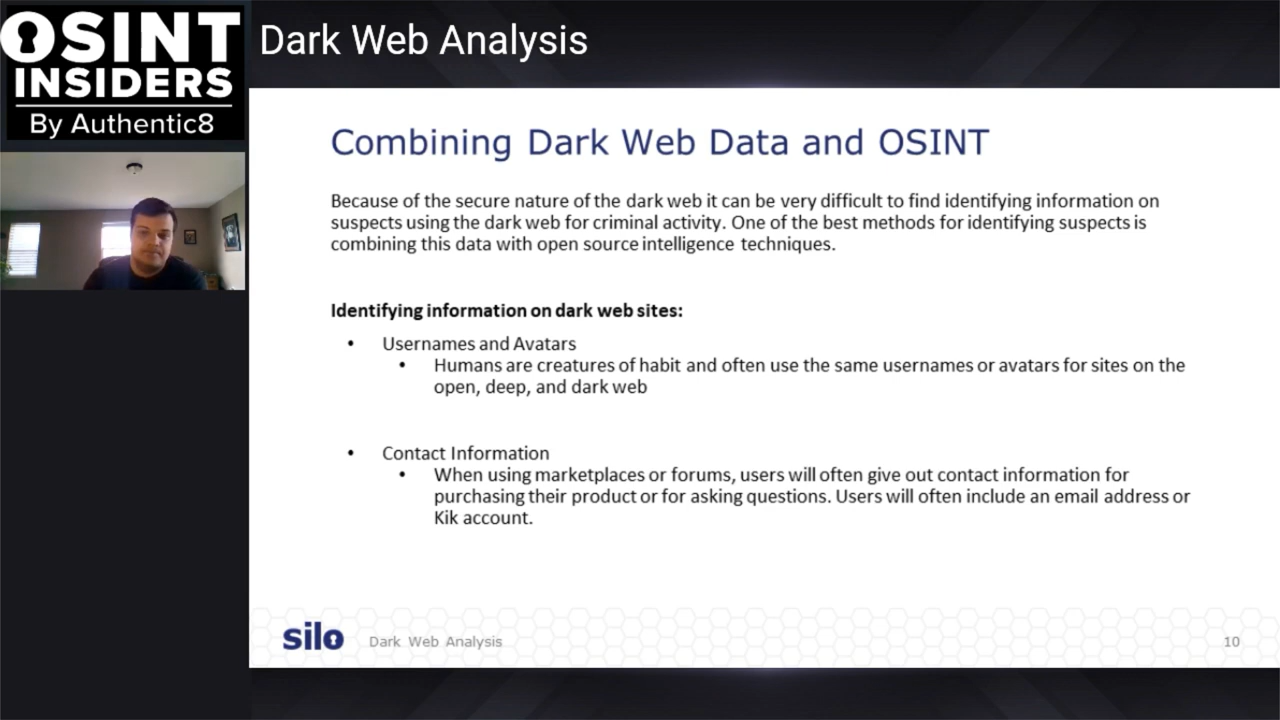 OSINT
INSIDERS
By Authentic8
Dark Web Analysis
Combining Dark Web Data and OSINT
Because of the secure nature of the dark web it can be very difficult to find identifying information on
suspects using the dark web for criminal activity. One of the best methods for identifying suspects is
combining this data with open source intelligence techniques.
Identifying information on dark web sites:
• Usernames and Avatars
• Humans are creatures of habit and often use the same usernames or avatars for sites on the
open, deep, and dark web
• Contact Information
• When using marketplaces or forums, users will often give out contact information for
purchasing their product or for asking questions. Users will often include an email address or
Kik account.
silo
Dark Web Analysis
10